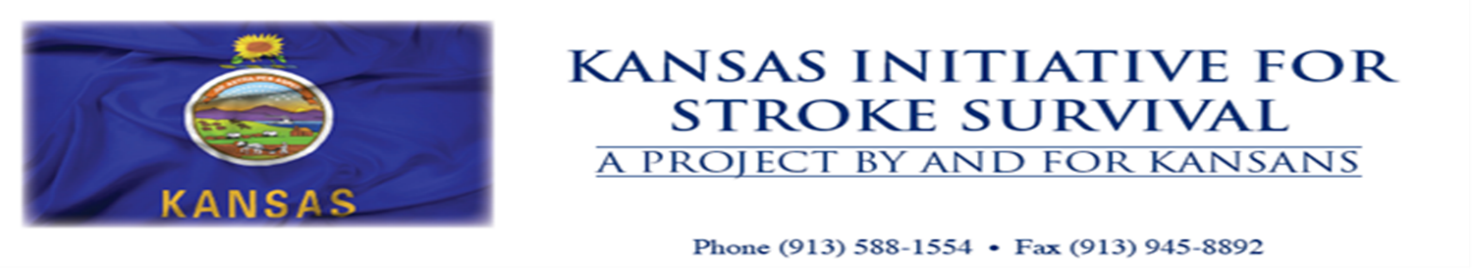 KANSAS
KANSAS INITIATIVE FOR
STROKE SURVIVAL
A PROJECT BY AND FOR KANSANS
Phone (913) 588-1554 • Fax (913) 945-8892